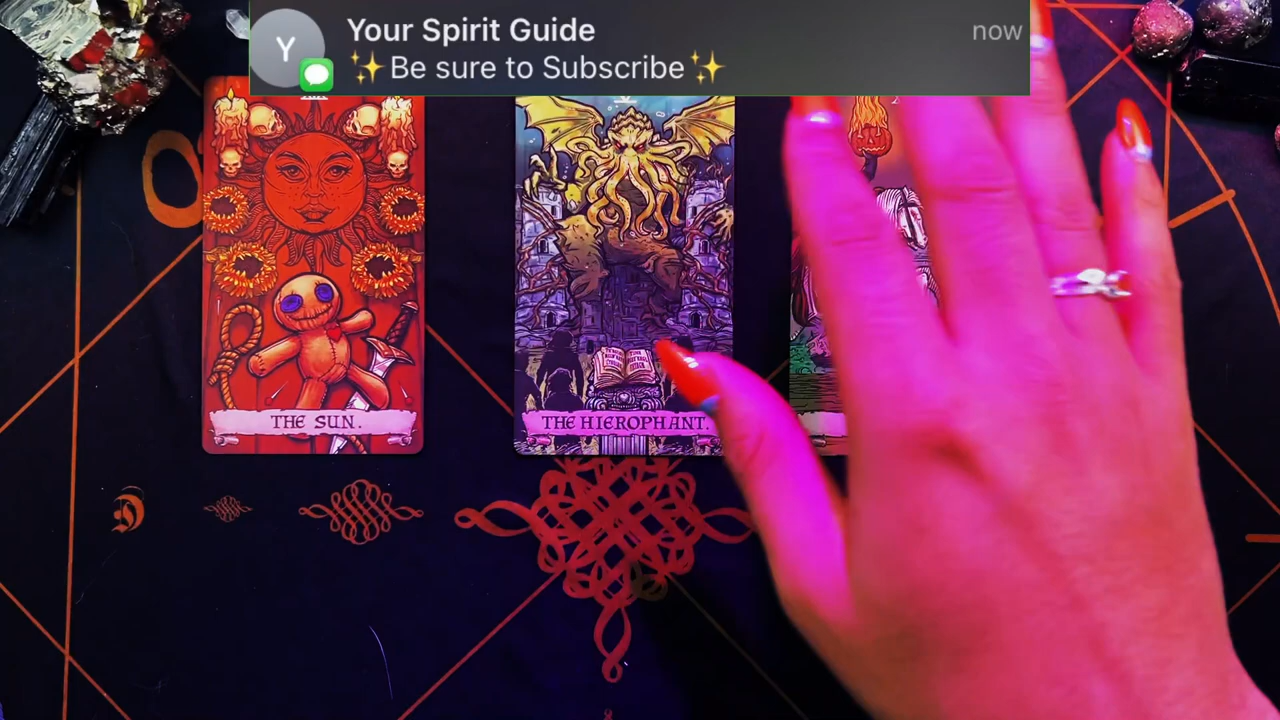 Y
Your Spirit Guide
now
✨Be sure to Subscribe✨
THE SUN.
THE HIEROPHANT.